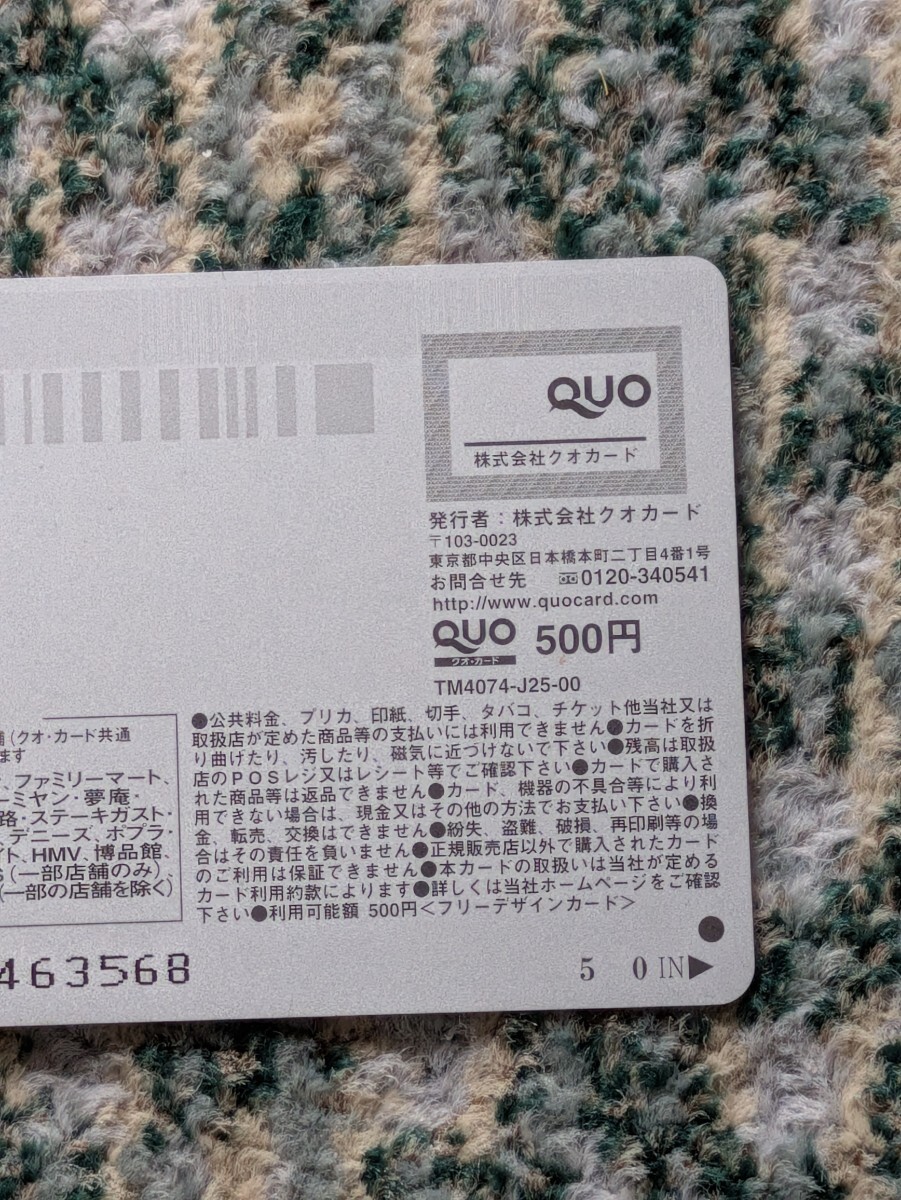 QUO
株式会社クオカード
発行者：株式会社クオカード
〒103-0023
東京都中央区日本橋本町二丁目4番1号
お問合せ先 0120-340541
http://www.quocard.com
QUO 500円
クオ・カード
TM4074-J25-00
(クオ・カード共通
ます
、ファミリーマート、
ーミヤン・夢庵・
路・ステーキガスト・
デニーズ、ポプラ・
イト、HMV、博品館、
S(一部店舗のみ)、
(一部の店舗を除く)
●公共料金、プリカ、印紙、切手、タバコ、チケット他当社又は
取扱店が定めた商品等の支払いには利用できません●カードを折
り曲げたり、汚したり、磁気に近づけないで下さい●残高は取扱
店のPOSレジ又はレシート等でご確認下さい●カードで購入さ
れた商品等は返品できません●カード、機器の不具合等により利
用できない場合は、現金又はその他の方法でお支払い下さい●換
金、転売、交換はできません●紛失、盗難、破損、再印刷等の場
合はその責任を負いません●正規販売店以外で購入されたカード
のご利用は保証できません●本カードの取扱いは当社が定める
カード利用約款によります●詳しくは当社ホームページをご確認
下さい●利用可能額 500円＜フリーデザインカード＞
463568
5 0 IN▶